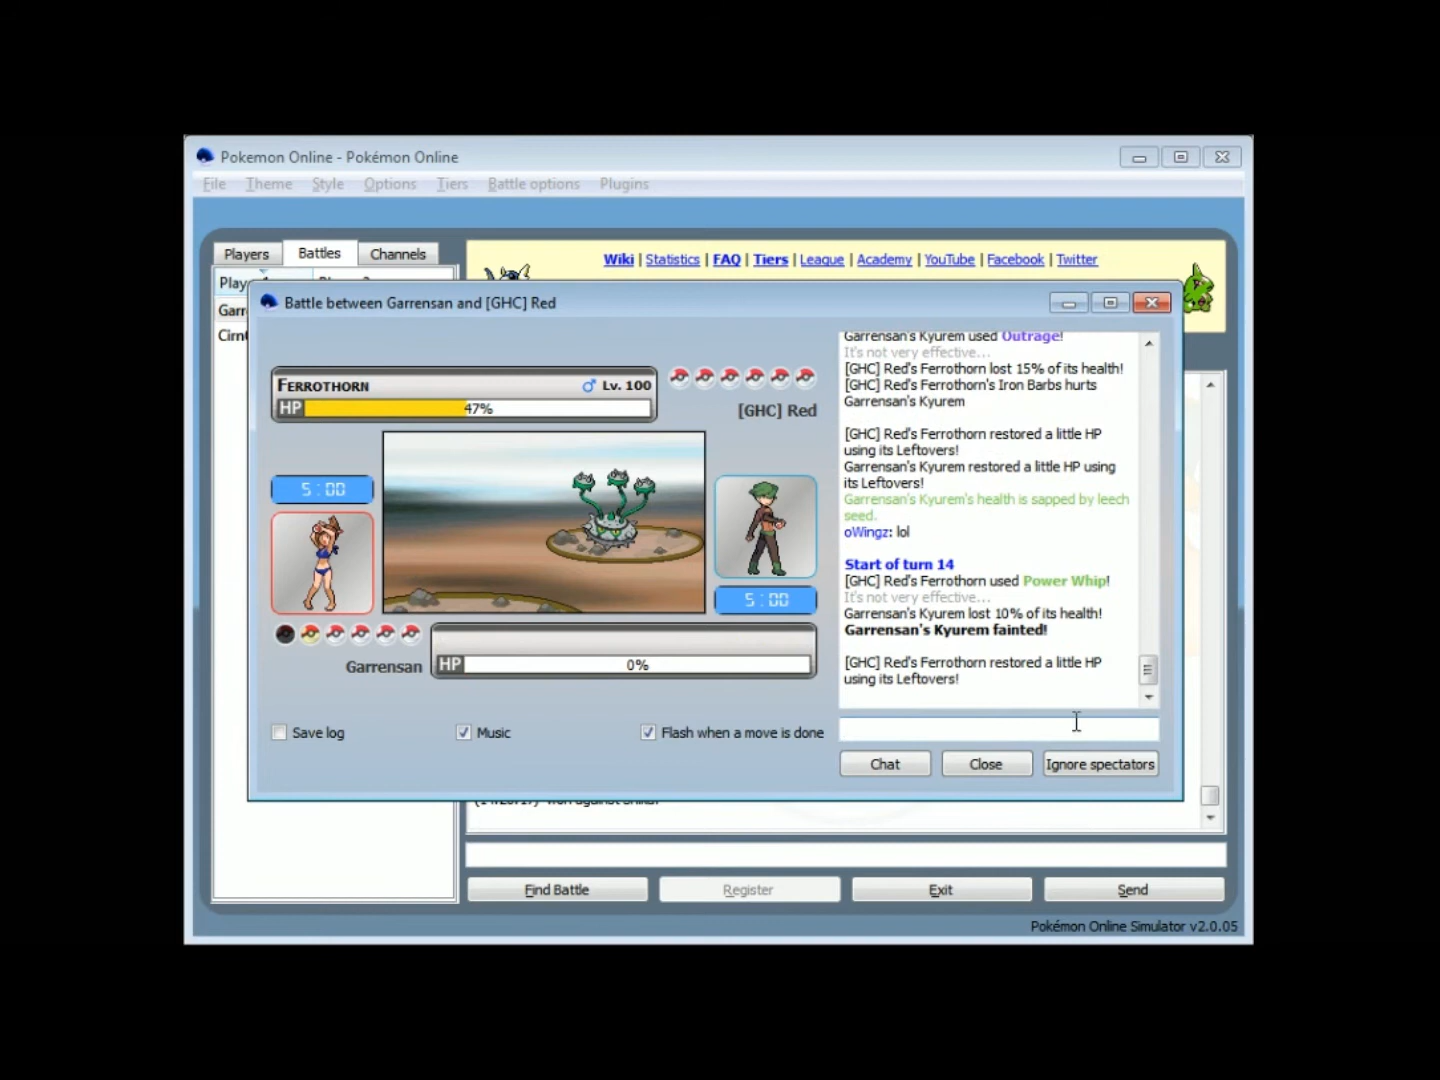 Pokemon Online - Pokémon Online
File Theme Style Options Tiers Battle options Plugins
Players Battles Channels
Wiki | Statistics | FAQ | Tiers | League | Academy | YouTube | Facebook | Twitter
Battle between Garrensan and [GHC] Red
FERROTHORN ♂ Lv. 100
HP 47%
[GHC] Red
5:00
5:00
Garrensan
HP 0%
Save log
Music
Flash when a move is done
Garrensan's Kyurem used Outrage!
It's not very effective...
[GHC] Red's Ferrothorn lost 15% of its health!
[GHC] Red's Ferrothorn's Iron Barbs hurts
Garrensan's Kyurem
[GHC] Red's Ferrothorn restored a little HP
using its Leftovers!
Garrensan's Kyurem restored a little HP using
its Leftovers!
Garrensan's Kyurem's health is sapped by leech
seed.
oWingz: lol
Start of turn 14
[GHC] Red's Ferrothorn used Power Whip!
It's not very effective...
Garrensan's Kyurem lost 10% of its health!
Garrensan's Kyurem fainted!
[GHC] Red's Ferrothorn restored a little HP
using its Leftovers!
Chat Close Ignore spectators
Find Battle Register Exit Send
Pokémon Online Simulator v2.0.05